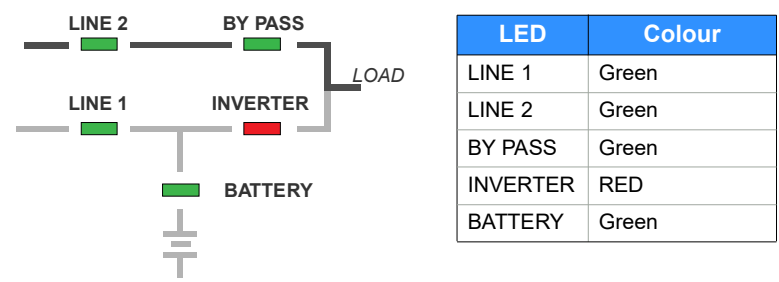 LINE 2 BY PASS
LOAD
LINE 1 INVERTER
BATTERY
LED Colour
LINE 1 Green
LINE 2 Green
BY PASS Green
INVERTER RED
BATTERY Green